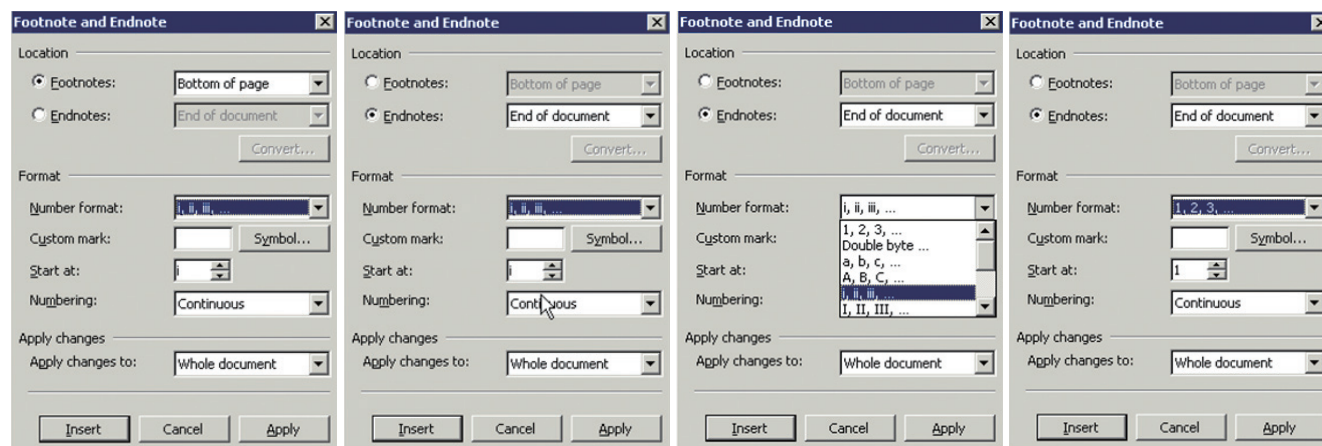 Footnote and Endnote
Location
Footnotes: Bottom of page
Endnotes: End of document
Convert...
Format
Number format: i, ii, iii, ...
Custom mark: Symbol...
Start at: i
Numbering: Continuous
Apply changes
Apply changes to: Whole document
Insert Cancel Apply
Footnote and Endnote
Location
Footnotes: Bottom of page
Endnotes: End of document
Convert...
Format
Number format: i, ii, iii, ...
Custom mark: Symbol...
Start at: i
Numbering: Continuous
Apply changes
Apply changes to: Whole document
Insert Cancel Apply
Footnote and Endnote
Location
Footnotes: Bottom of page
Endnotes: End of document
Convert...
Format
Number format: i, ii, iii, ...
1, 2, 3, ...
Custom mark: Double byte ...
a, b, c, ...
Start at: A, B, C, ...
i, ii, iii, ...
Numbering: I, II, III, ...
Apply changes
Apply changes to: Whole document
Insert Cancel Apply
Footnote and Endnote
Location
Footnotes: Bottom of page
Endnotes: End of document
Convert...
Format
Number format: 1, 2, 3, ...
Custom mark: Symbol...
Start at: 1
Numbering: Continuous
Apply changes
Apply changes to: Whole document
Insert Cancel Apply